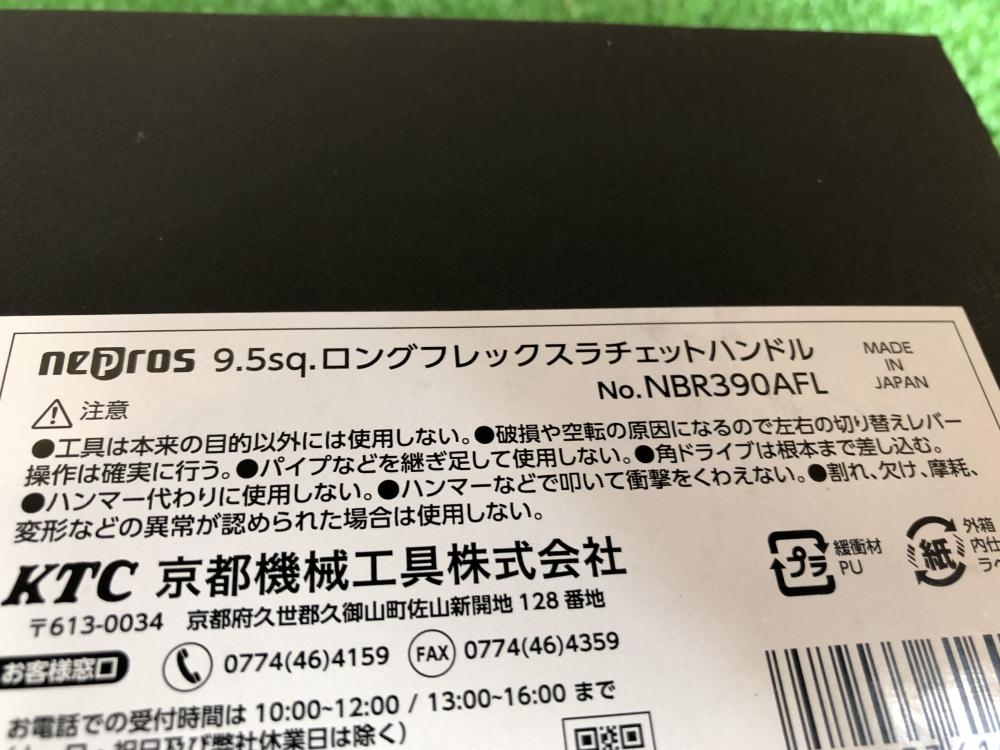 nepros 9.5sq.ロングフレックスラチェットハンドル
No.NBR390AFL
MADE
IN
JAPAN
注意
●工具は本来の目的以外には使用しない。●破損や空転の原因になるので左右の切り替えレバー
操作は確実に行う。●パイプなどを継ぎ足して使用しない。●角ドライブは根本まで差し込む。
●ハンマー代わりに使用しない。●ハンマーなどで叩いて衝撃をくわえない。●割れ、欠け、摩耗、
変形などの異常が認められた場合は使用しない。
KTC 京都機械工具株式会社
〒613-0034 京都府久世郡久御山町佐山新開地128番地
お客様窓口 0774(46)4159 FAX 0774(46)4359
お電話での受付時間は 10:00~12:00 / 13:00~16:00 まで
祝日及び弊社休業日は除く)
プラ
緩衝材
PU
紙
外箱
内仕
ラベ